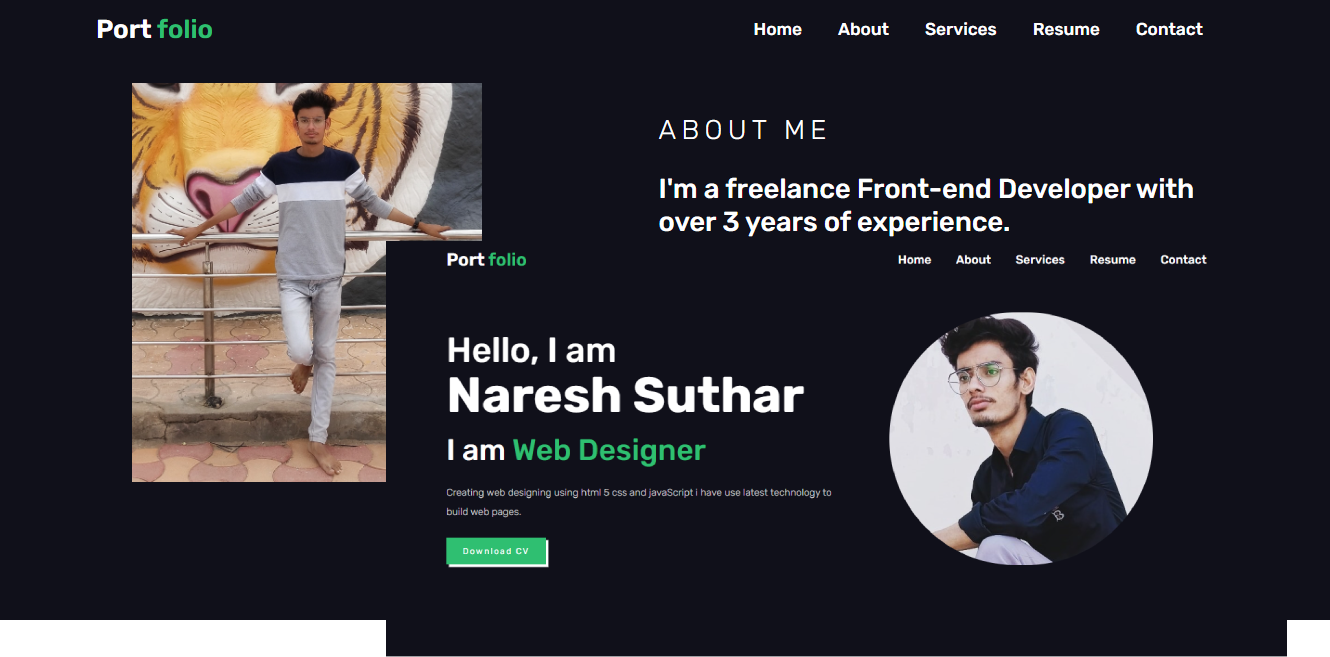 Port folio
Home About Services Resume Contact
ABOUT ME
I'm a freelance Front-end Developer with
over 3 years of experience.
Port folio
Home About Services Resume Contact
Hello, I am
Naresh Suthar
I am Web Designer
Creating web designing using html 5 css and javaScript i have use latest technology to
build web pages.
Download CV